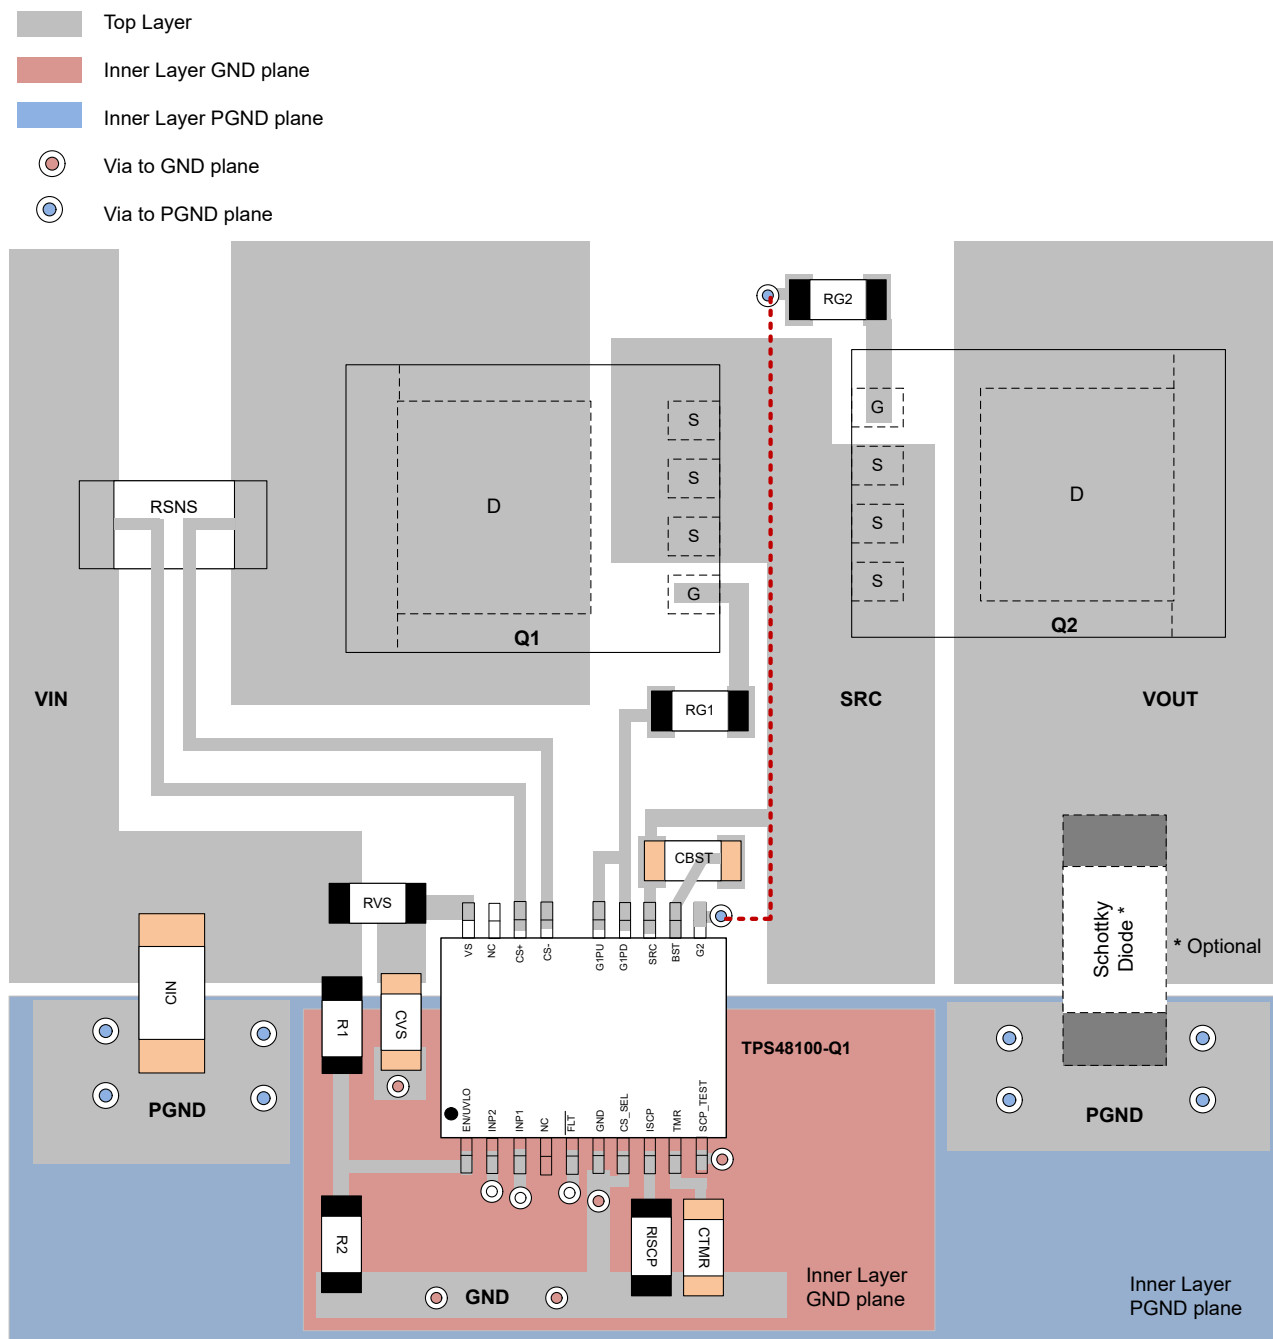 Top Layer
Inner Layer GND plane
Inner Layer PGND plane
Via to GND plane
Via to PGND plane
RG2
G
S
S
S
D
Q2
S
S
S
G
D
Q1
RSNS
VIN
RG1
SRC
VOUT
CBST
RVS
VS
NC
CS+
CS-
G1PU
G1PD
SRC
BST
G2
Schottky
Diode *
* Optional
CIN
R1
CVS
TPS48100-Q1
PGND
PGND
EN/UVLO
INP2
INP1
NC
FLT
GND
CS_SEL
ISCP
TMR
SCP_TEST
R2
RISCP
CTMR
GND
Inner Layer
GND plane
Inner Layer
PGND plane